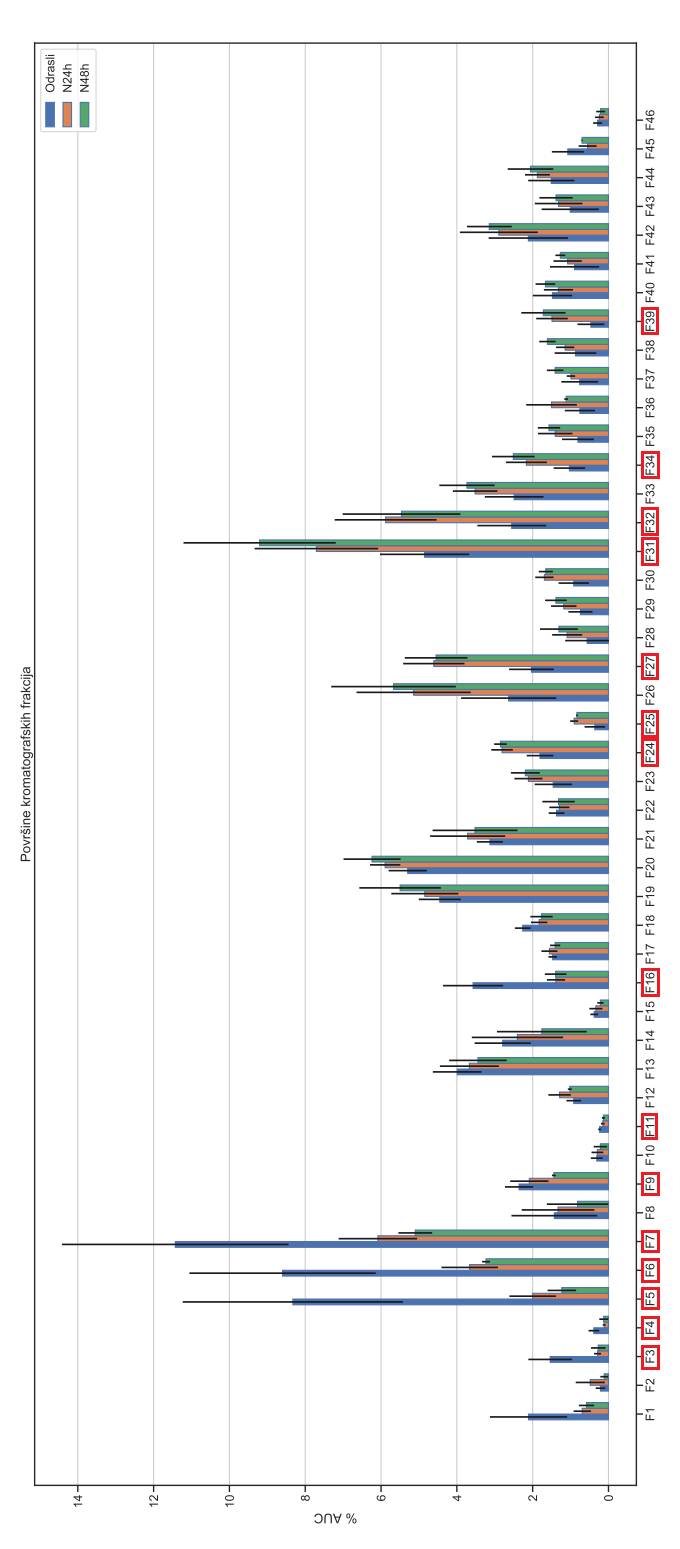 Površine kromatografskih frakcija
Odrasli
N24h
N48h
% AUC
14
12
10
8
6
4
2
0
F1
F2
F3
F4
F5
F6
F7
F8
F9
F10
F11
F12
F13
F14
F15
F16
F17
F18
F19
F20
F21
F22
F23
F24
F25
F26
F27
F28
F29
F30
F31
F32
F33
F34
F35
F36
F37
F38
F39
F40
F41
F42
F43
F44
F45
F46